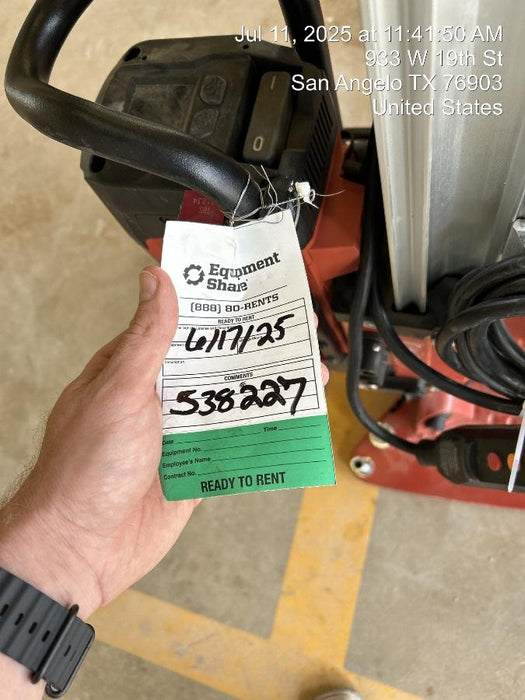 Jul 11, 2025 at 11:41:50 AM
933 W 19th St
San Angelo TX 76903
United States
Equipment
Share
(888) 80-RENTS
READY TO RENT
6/17/25
COMMENTS
538227
Date Time
Equipment No.
Employee's Name
Contract No.
READY TO RENT